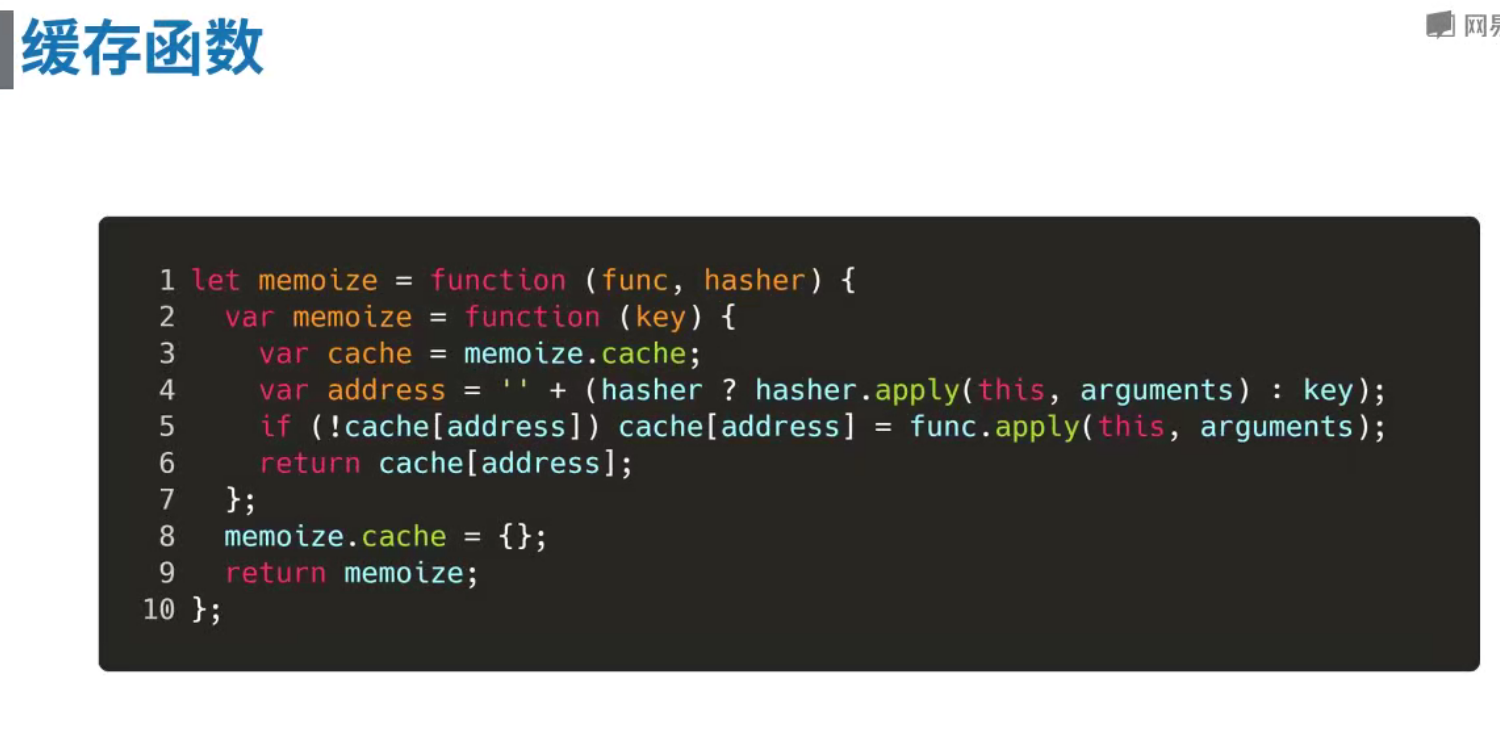 缓存函数
网易
1 let memoize = function (func, hasher) {
2   var memoize = function (key) {
3     var cache = memoize.cache;
4     var address = '' + (hasher ? hasher.apply(this, arguments) : key);
5     if (!cache[address]) cache[address] = func.apply(this, arguments);
6     return cache[address];
7   };
8   memoize.cache = {};
9   return memoize;
10 };